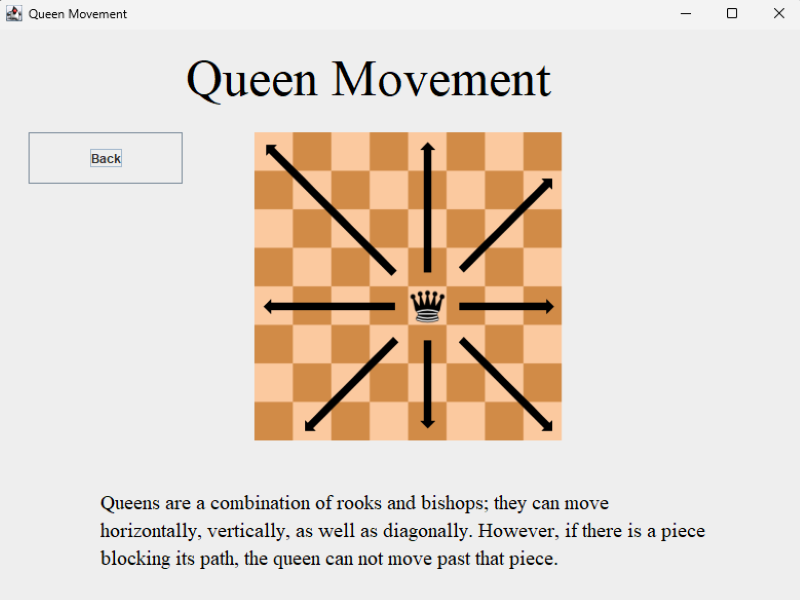 Queen Movement
Queen Movement
Back
Queens are a combination of rooks and bishops; they can move
horizontally, vertically, as well as diagonally. However, if there is a piece
blocking its path, the queen can not move past that piece.